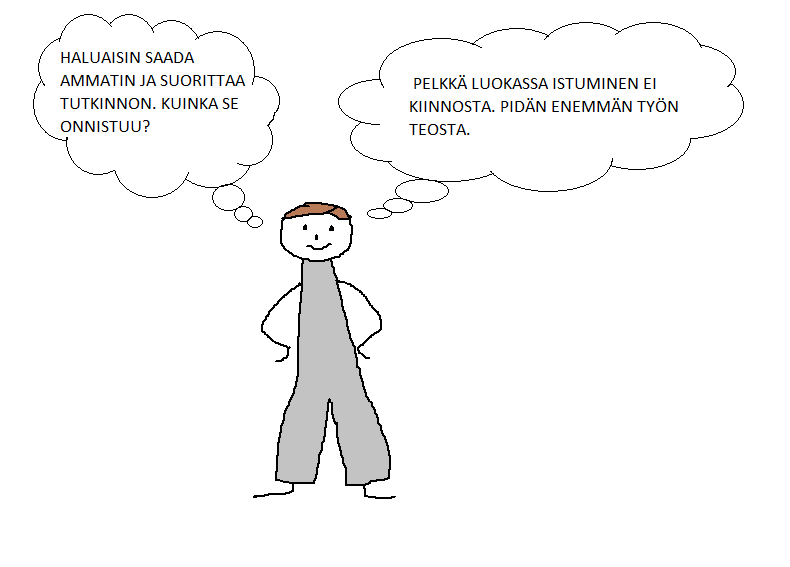 HALUAISIN SAADA
AMMATIN JA SUORITTAA
TUTKINNON. KUINKA SE
ONNISTUU?
PELKKÄ LUOKASSA ISTUMINEN EI
KIINNOSTA. PIDÄN ENEMMÄN TYÖN
TEOSTA.